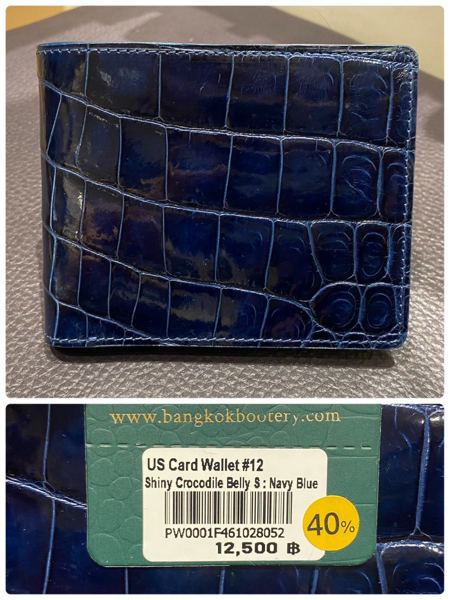 www.bangkokbootery.com
US Card Wallet #12
Shiny Crocodile Belly S : Navy Blue
PW0001F461028052
12,500 ฿
40%